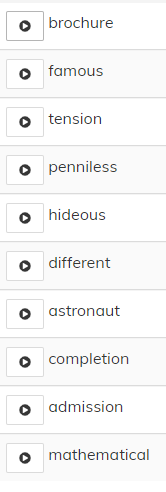 brochure
famous
tension
penniless
hideous
different
astronaut
completion
admission
mathematical